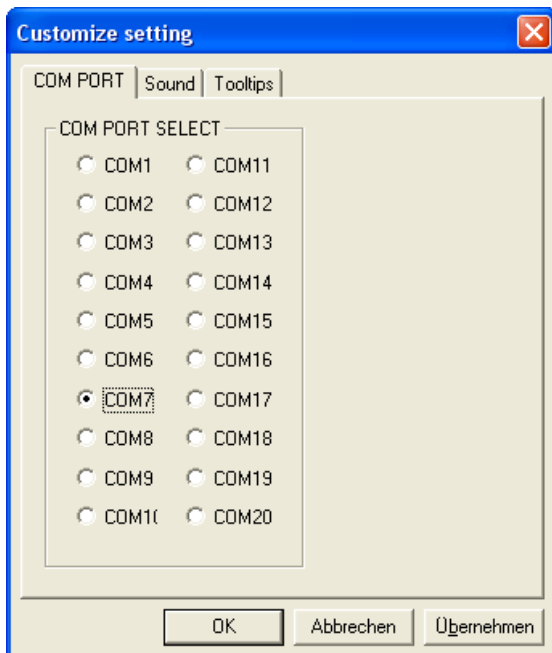 Customize setting
COM PORT Sound Tooltips
COM PORT SELECT
COM1 COM11
COM2 COM12
COM3 COM13
COM4 COM14
COM5 COM15
COM6 COM16
COM7 COM17
COM8 COM18
COM9 COM19
COM1( COM20
OK Abbrechen Übernehmen